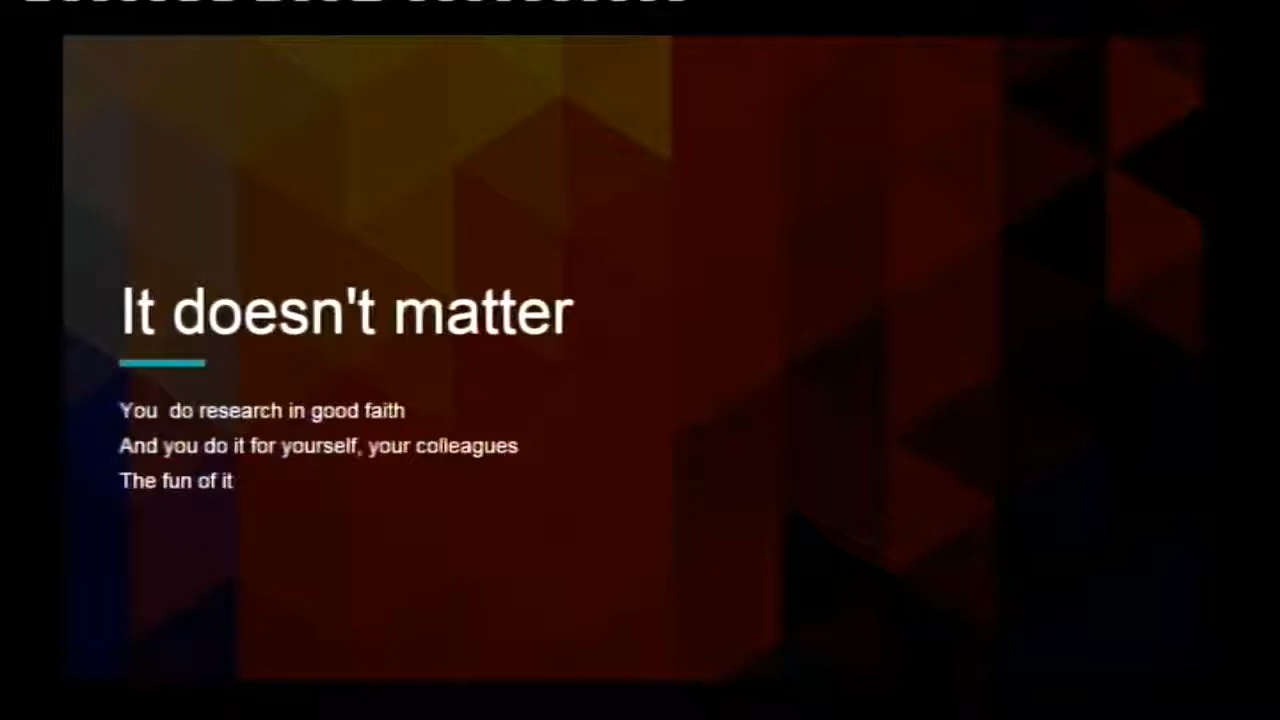 It doesn't matter
You  do research in good faith
And you do it for yourself, your colleagues
The fun of it